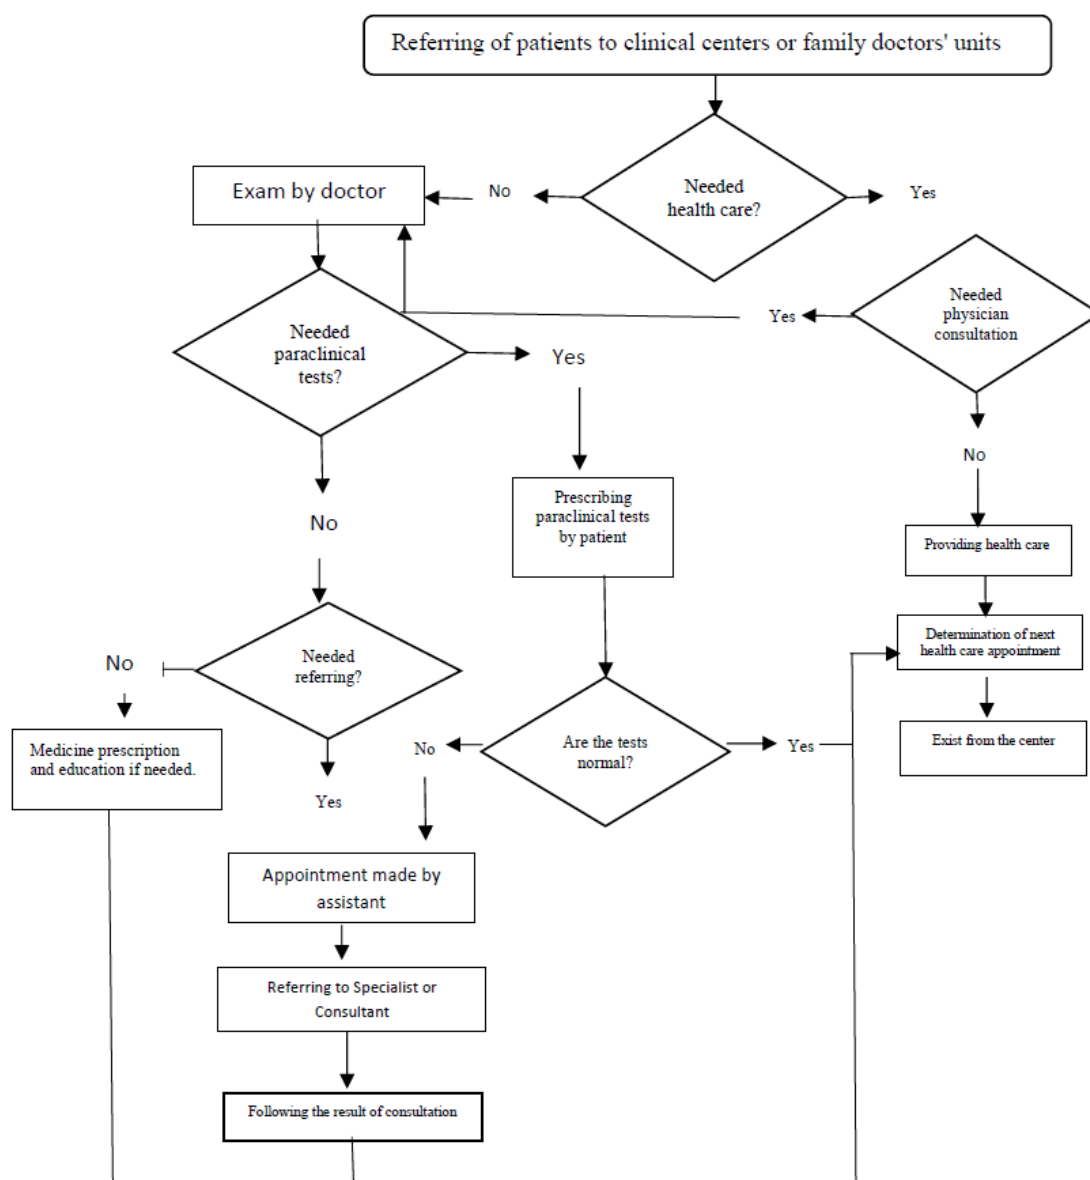 Referring of patients to clinical centers or family doctors' units
Needed
health care?
No
Yes
Exam by doctor
Needed
physician
consultation
Yes
Needed
paraclinical
tests?
Yes
No
No
Prescribing
paraclinical tests
by patient
Providing health care
Determination of next
health care appointment
Exist from the center
Needed
referring?
No
Yes
Medicine prescription
and education if needed.
Are the tests
normal?
No
Yes
Appointment made by
assistant
Referring to Specialist or
Consultant
Following the result of consultation